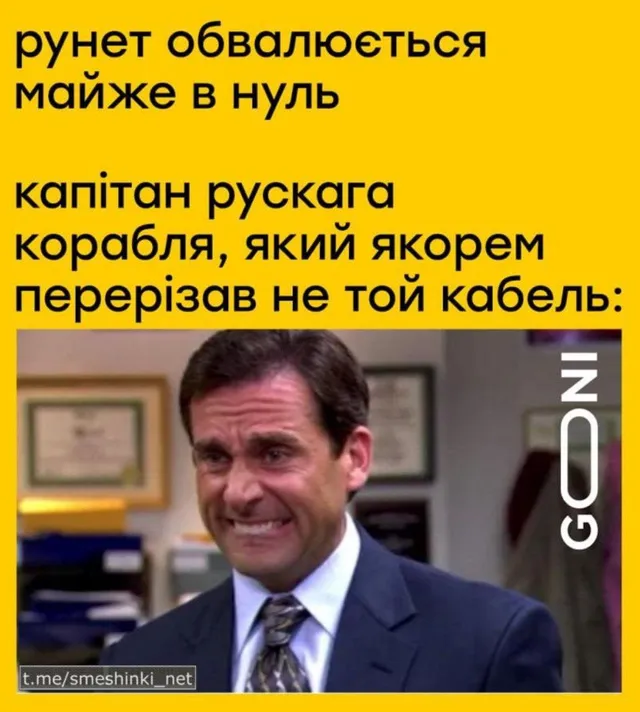 рунет обвалюється
майже в нуль
капітан рускага
корабля, який якорем
перерізав не той кабель:
GONI
t.me/smeshinki_net